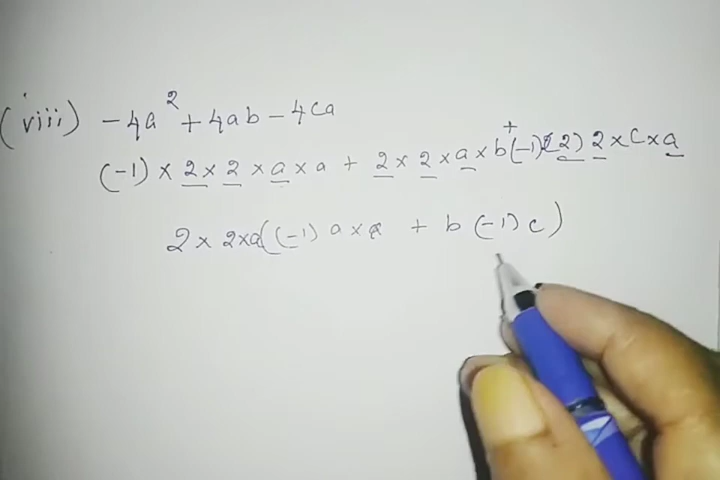 (viii) -4a² + 4ab - 4ca
(-1) × 2 × 2 × a × a + 2 × 2 × a × b + (-1) (2) 2 × c × a
2 × 2 × a ((-1) a × a + b (-1) c)